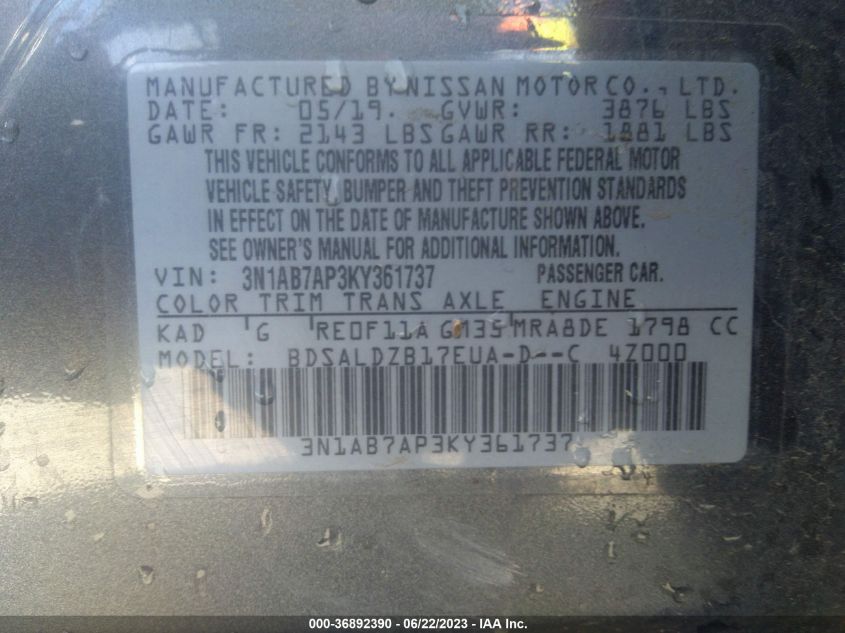 MANUFACTURED BY NISSAN MOTOR CO., LTD.
DATE: 05/19. GVWR: 3876 LBS
GAWR FR: 2143 LBS GAWR RR: 1881 LBS
THIS VEHICLE CONFORMS TO ALL APPLICABLE FEDERAL MOTOR
VEHICLE SAFETY, BUMPER AND THEFT PREVENTION STANDARDS
IN EFFECT ON THE DATE OF MANUFACTURE SHOWN ABOVE.
SEE OWNER'S MANUAL FOR ADDITIONAL INFORMATION.
VIN: 3N1AB7AP3KY361737 PASSENGER CAR.
COLOR TRIM TRANS AXLE ENGINE
KAD G RE0F11A GM35 MRA8DE 1798 CC
MODEL: BDSALDZB17EUA-D--C 4Z000
3N1AB7AP3KY361737
000-36892390 - 06/22/2023 - IAA Inc.